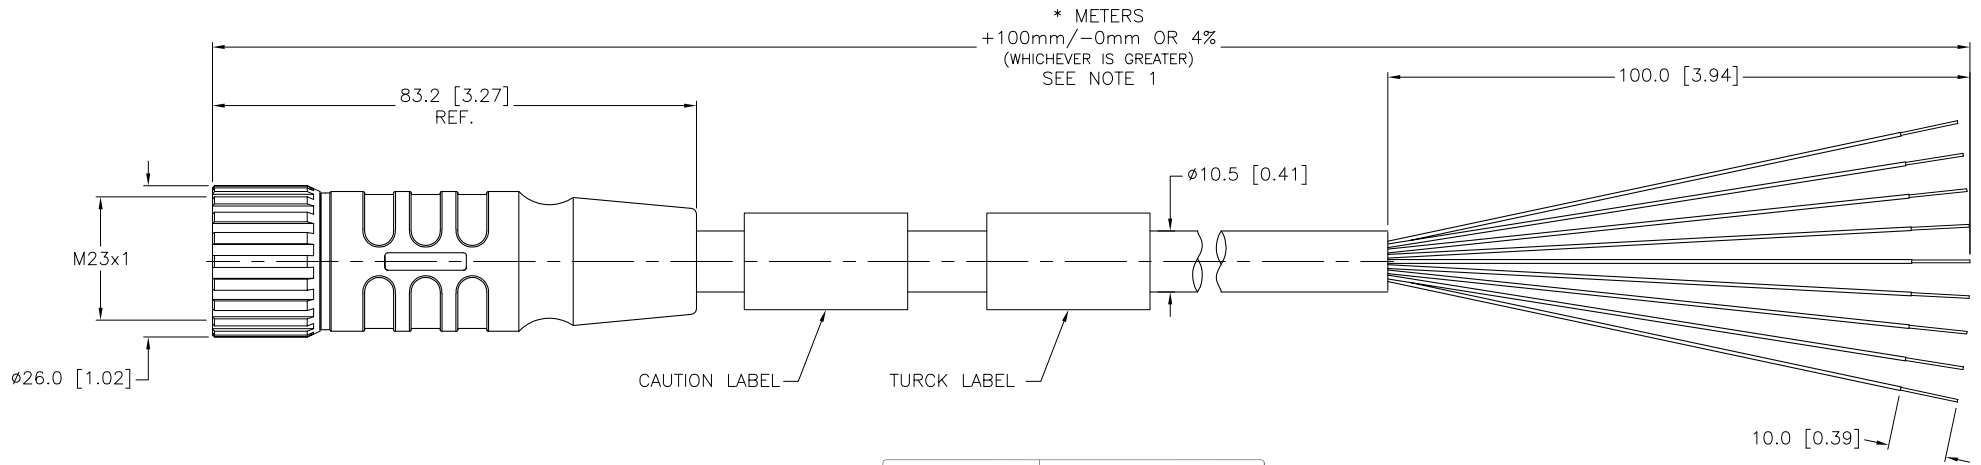 * METERS
+100mm/-0mm OR 4%
(WHICHEVER IS GREATER)
SEE NOTE 1
100.0 [3.94]
83.2 [3.27]
REF.
ø10.5 [0.41]
M23x1
ø26.0 [1.02]
CAUTION LABEL
TURCK LABEL
10.0 [0.39]